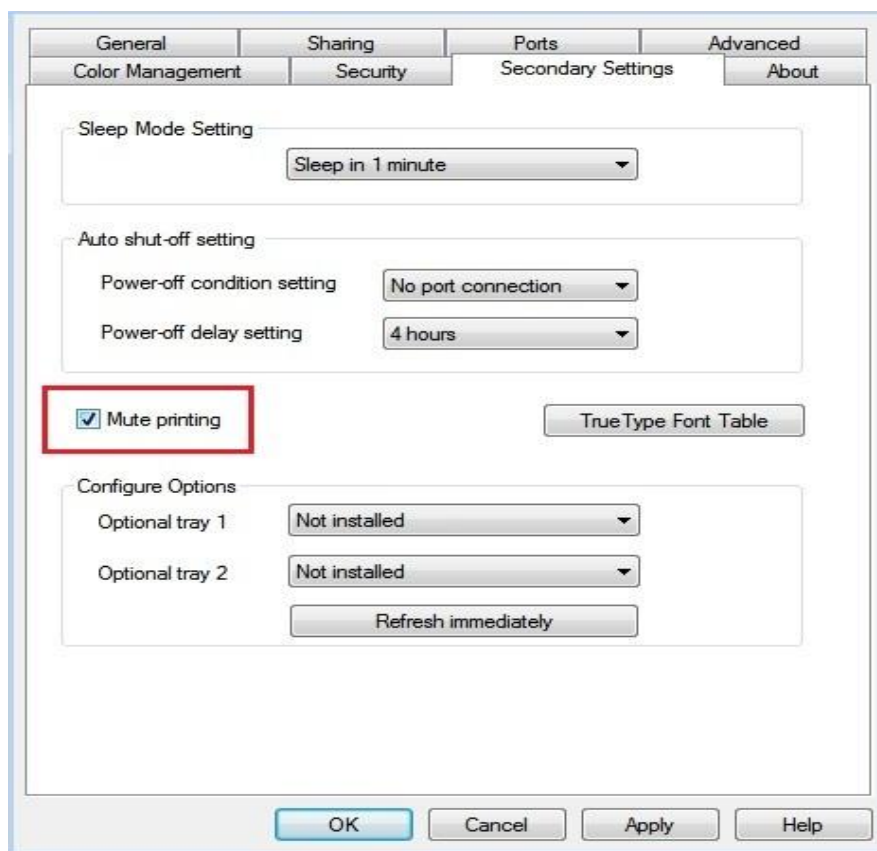 General Sharing Ports Advanced
Color Management Security Secondary Settings About
Sleep Mode Setting
Sleep in 1 minute
Auto shut-off setting
Power-off condition setting No port connection
Power-off delay setting 4 hours
Mute printing TrueType Font Table
Configure Options
Optional tray 1 Not installed
Optional tray 2 Not installed
Refresh immediately
OK Cancel Apply Help